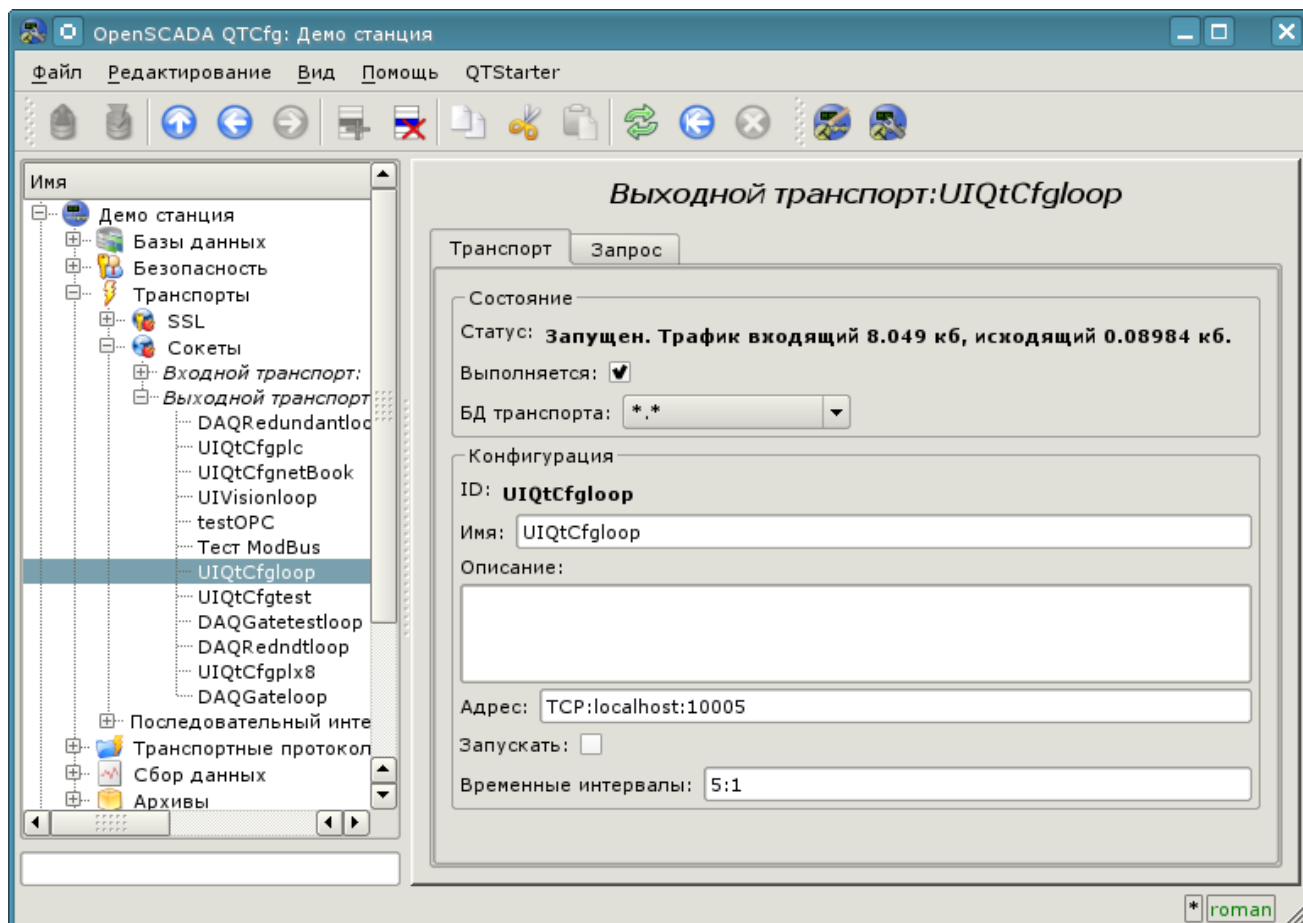 OpenSCADA QTCfg: Демо станция
Файл Редактирование Вид Помощь QTStarter
Имя
Демо станция
Базы данных
Безопасность
Транспорты
SSL
Сокеты
Входной транспорт:
Выходной транспорт
DAQRedundantloo
UIQtCfgplc
UIQtCfgnetBook
UIVisionloop
testOPC
Тест ModBus
UIQtCfgloop
UIQtCfgtest
DAQGatetestloop
DAQRedndtloop
UIQtCfgplx8
DAQGateloop
Последовательный инте
Транспортные протокол
Сбор данных
Архивы
Выходной транспорт:UIQtCfgloop
Транспорт Запрос
Состояние
Статус: Запущен. Трафик входящий 8.049 кб, исходящий 0.08984 кб.
Выполняется:
БД транспорта: *.*
Конфигурация
ID: UIQtCfgloop
Имя: UIQtCfgloop
Описание:
Адрес: TCP:localhost:10005
Запускать:
Временные интервалы: 5:1
* roman